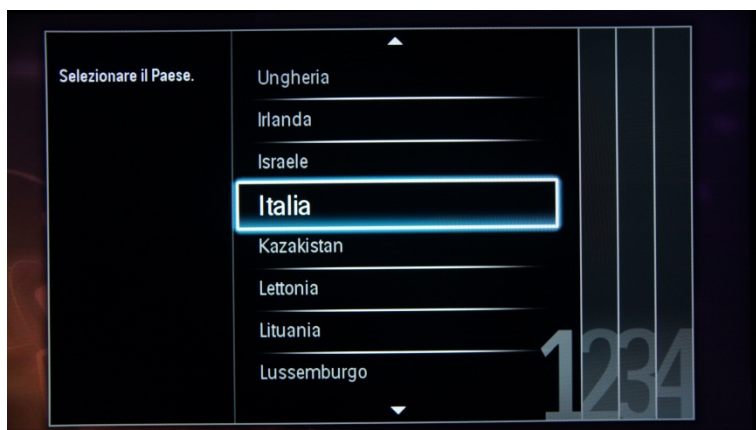 Selezionare il Paese.
Ungheria
Irlanda
Israele
Italia
Kazakistan
Lettonia
Lituania
Lussemburgo
1234